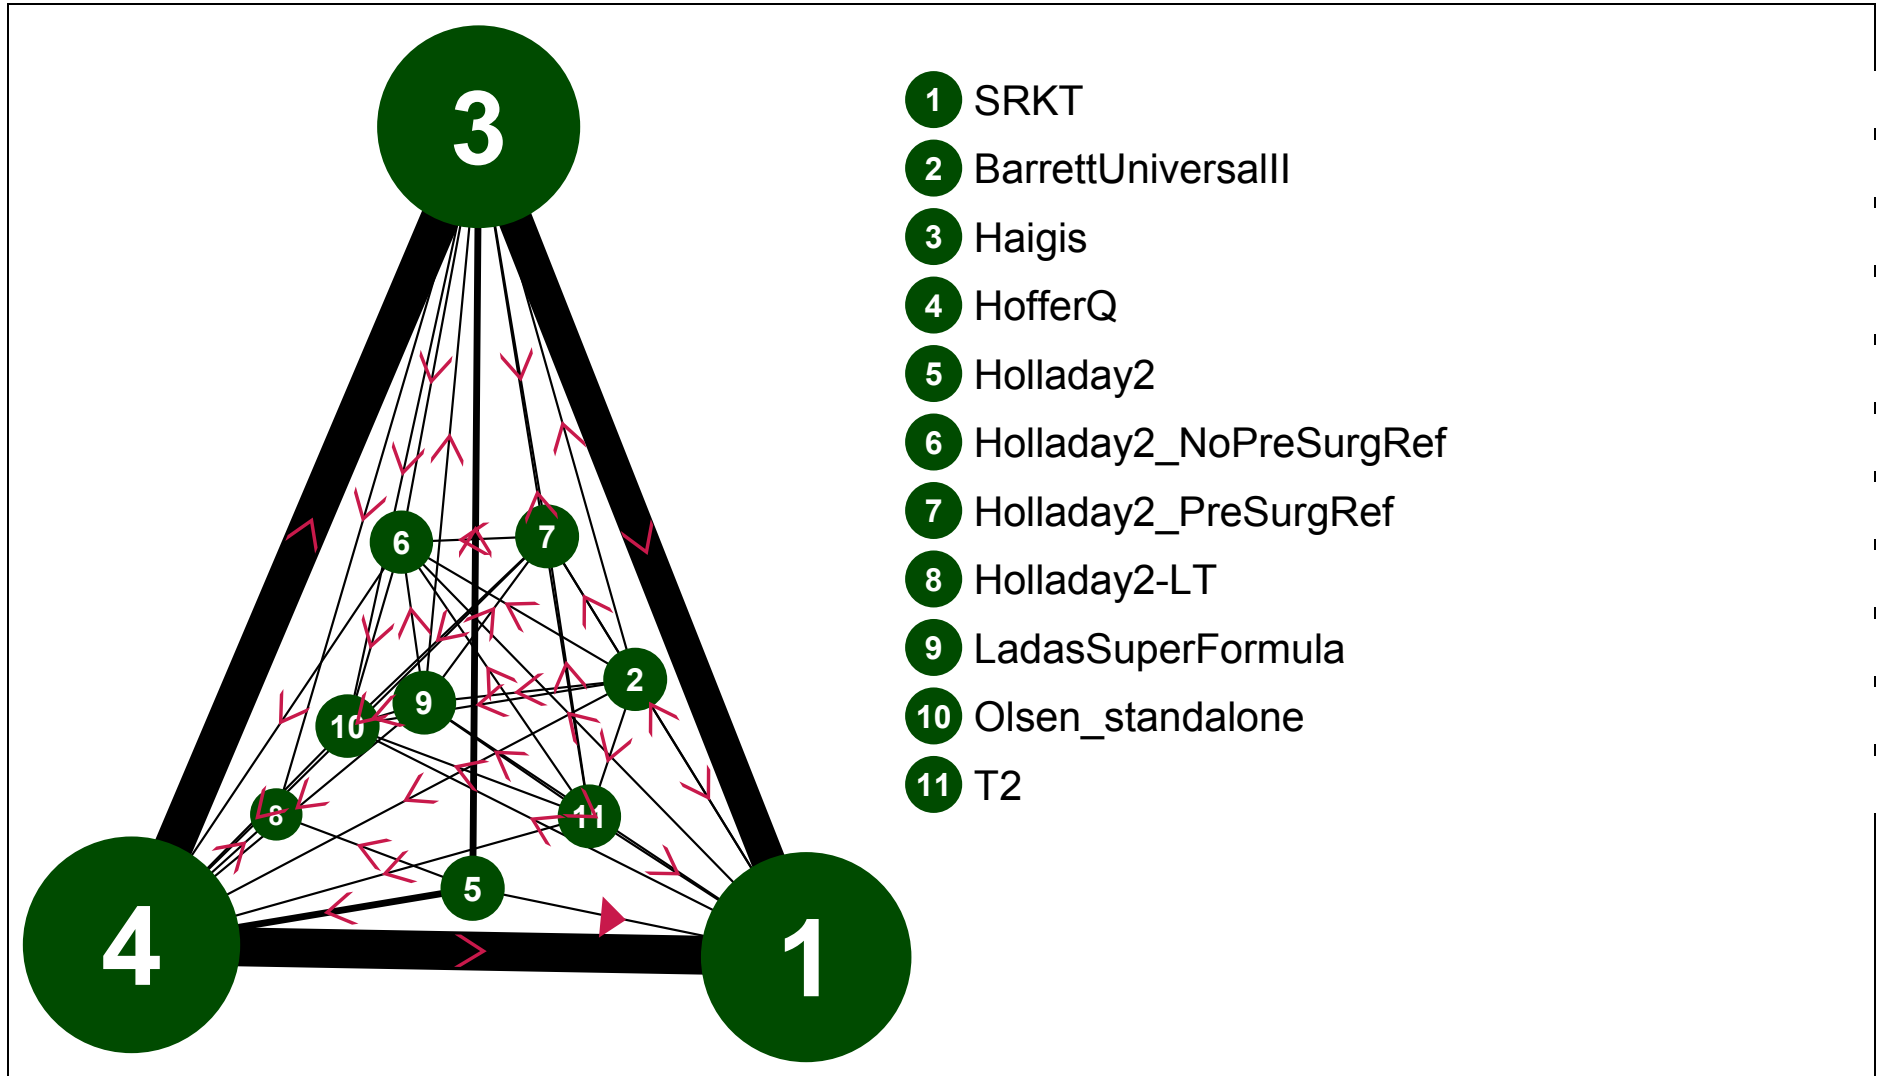 3
6
7
9
2
10
8
11
5
4
1
1 SRKT
2 BarrettUniversalII
3 Haigis
4 HofferQ
5 Holladay2
6 Holladay2_NoPreSurgRef
7 Holladay2_PreSurgRef
8 Holladay2-LT
9 LadasSuperFormula
10 Olsen_standalone
11 T2